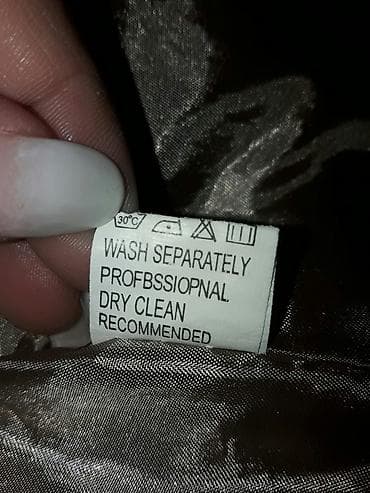 30°C
WASH SEPARATELY
PROFBSSIOPNAL
DRY CLEAN
RECOMMENDED